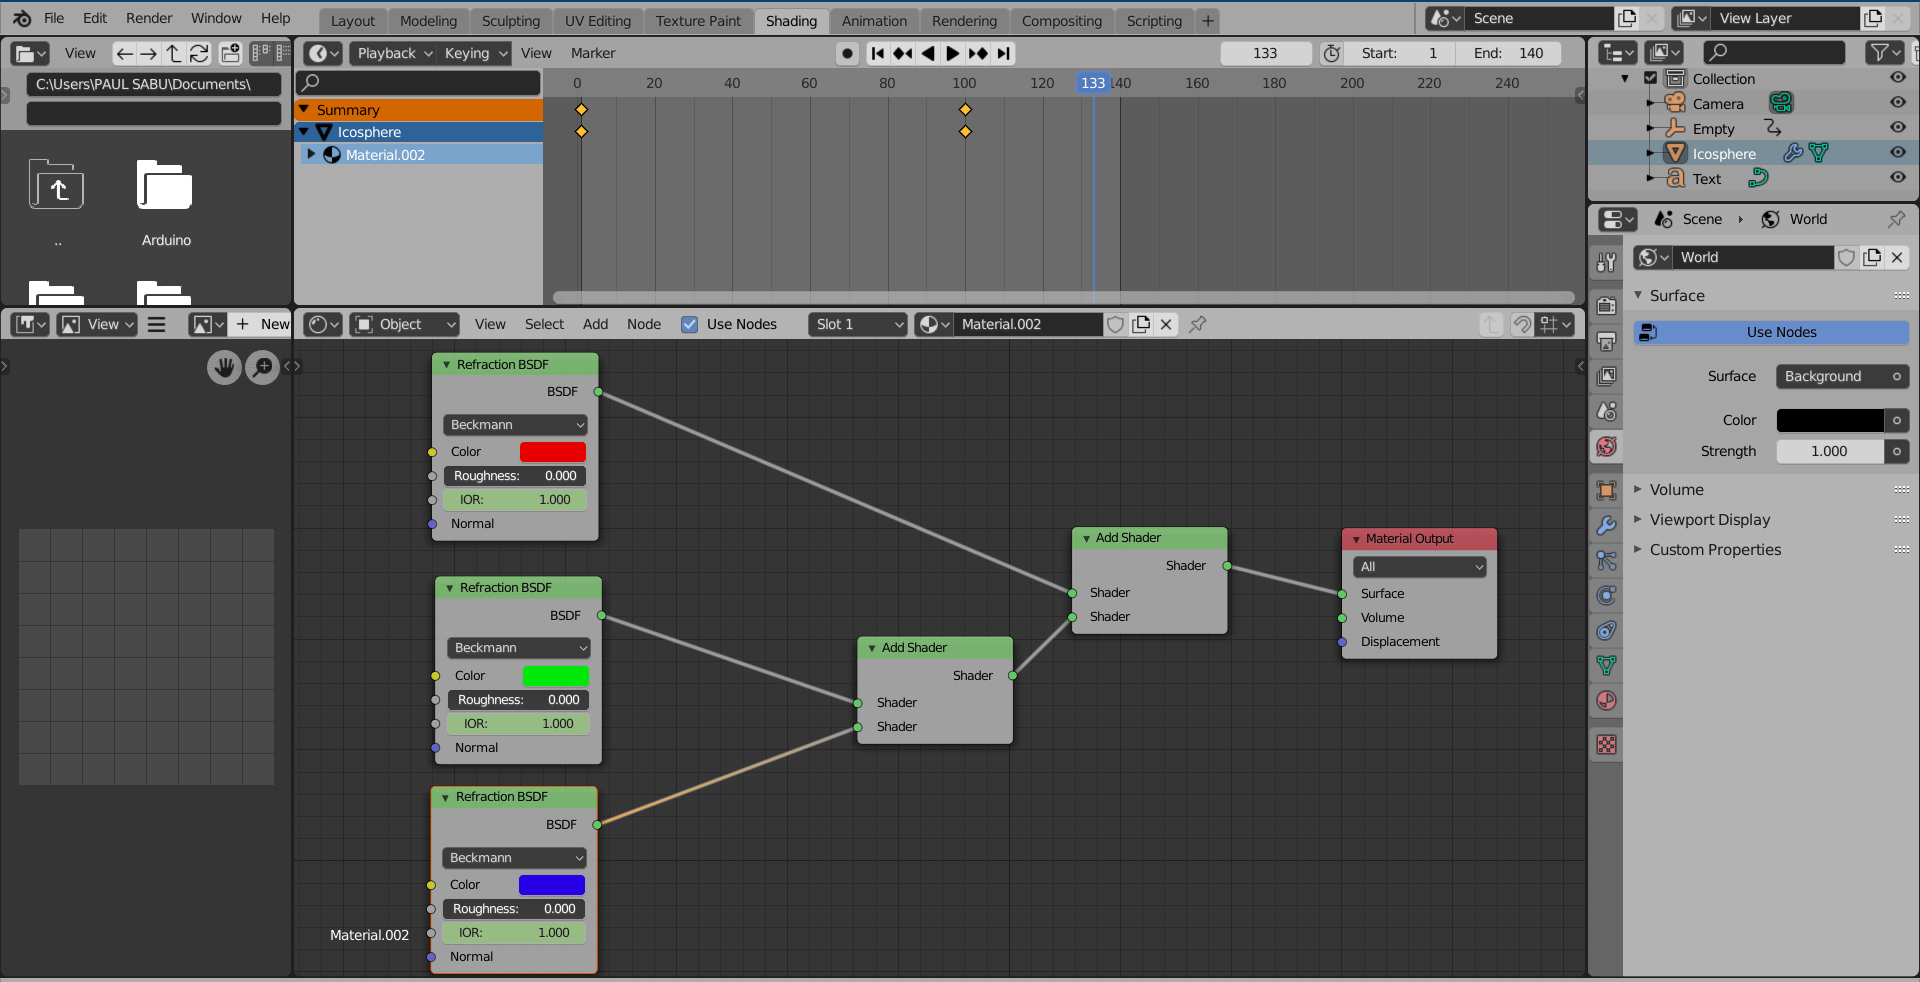 File Edit Render Window Help Layout Modeling Sculpting UV Editing Texture Paint Shading Animation Rendering Compositing Scripting + Scene View Layer
View Playback Keying View Marker 133 Start: 1 End: 140
C:\Users\PAUL SABU\Documents\
0 20 40 60 80 100 120 140 160 180 200 220 240
133
Summary
Icosphere
Material.002
..
Arduino
Collection
Camera
Empty
Icosphere
Text
Scene World
World
Surface
Use Nodes
Surface Background
Color
Strength 1.000
Volume
Viewport Display
Custom Properties
View + New
Object View Select Add Node Use Nodes Slot 1 Material.002
Refraction BSDF
BSDF
Beckmann
Color
Roughness: 0.000
IOR: 1.000
Normal
Refraction BSDF
BSDF
Beckmann
Color
Roughness: 0.000
IOR: 1.000
Normal
Refraction BSDF
BSDF
Beckmann
Color
Roughness: 0.000
IOR: 1.000
Normal
Material.002
Add Shader
Shader
Shader
Shader
Add Shader
Shader
Shader
Shader
Material Output
All
Surface
Volume
Displacement